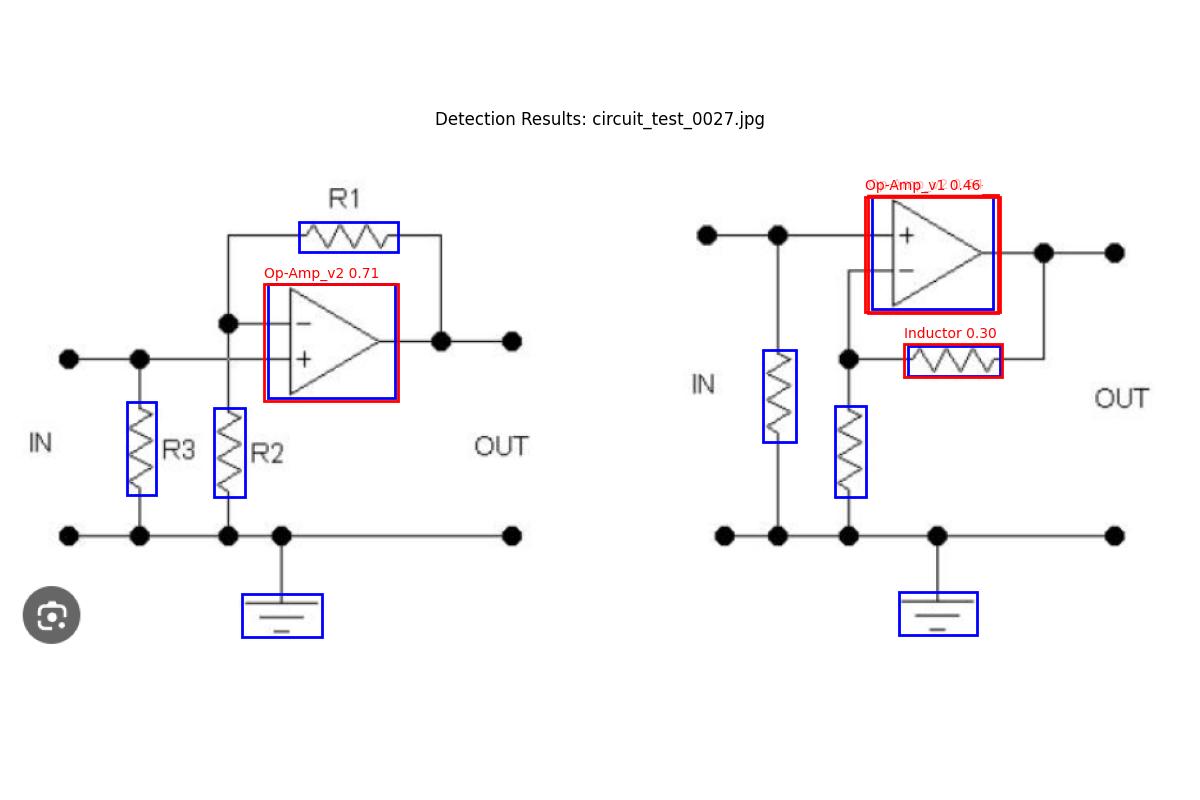 Detection Results: circuit_test_0027.jpg
R1
Op-Amp_v2 0.71
−
+
IN
R3
R2
OUT
Op-Amp_v1 0.46
+
−
Inductor 0.30
IN
OUT